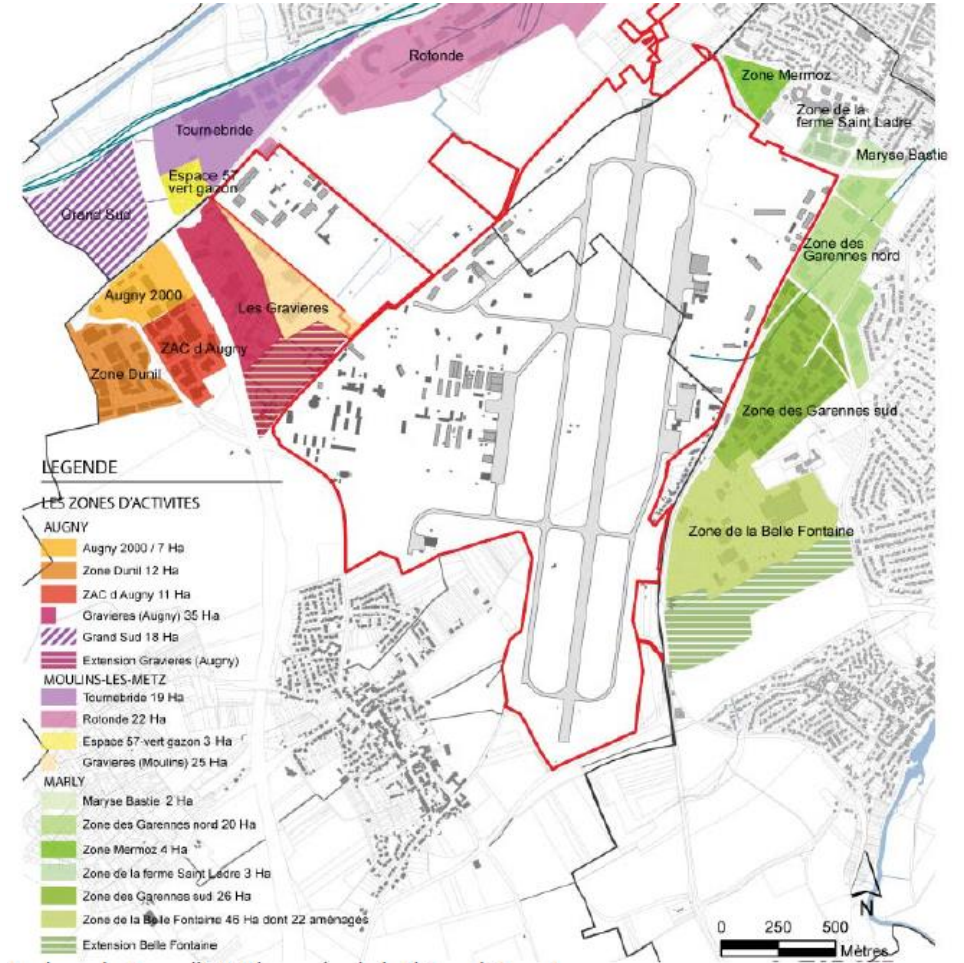 Rotonde
Zone Mermoz
Zone de la
ferme Saint Ladre
Tournebride
Maryse Bastie
Espace 57
vert gazon
Grand Sud
Zone des
Garennes nord
Augny 2000
Les Gravieres
ZAC d Augny
Zone Dunil
Zone des Garennes sud
Zone de la Belle Fontaine
LEGENDE
LES ZONES D'ACTIVITES
AUGNY
Augny 2000 / 7 Ha
Zone Dunil 12 Ha
ZAC d Augny 11 Ha
Gravieres (Augny) 35 Ha
Grand Sud 18 Ha
Extension Gravieres (Augny)
MOULINS-LES-METZ
Tournebride 19 Ha
Rotonde 22 Ha
Espace 57-vert gazon 3 Ha
Gravieres (Moulins) 25 Ha
MARLY
Maryse Bastie 2 Ha
Zone des Garennes nord 20 Ha
Zone Mermoz 4 Ha
Zone de la ferme Saint Ladre 3 Ha
Zone des Garennes sud 26 Ha
Zone de la Belle Fontaine 46 Ha dont 22 aménagés
Extension Belle Fontaine
N
0 250 500
Mètres